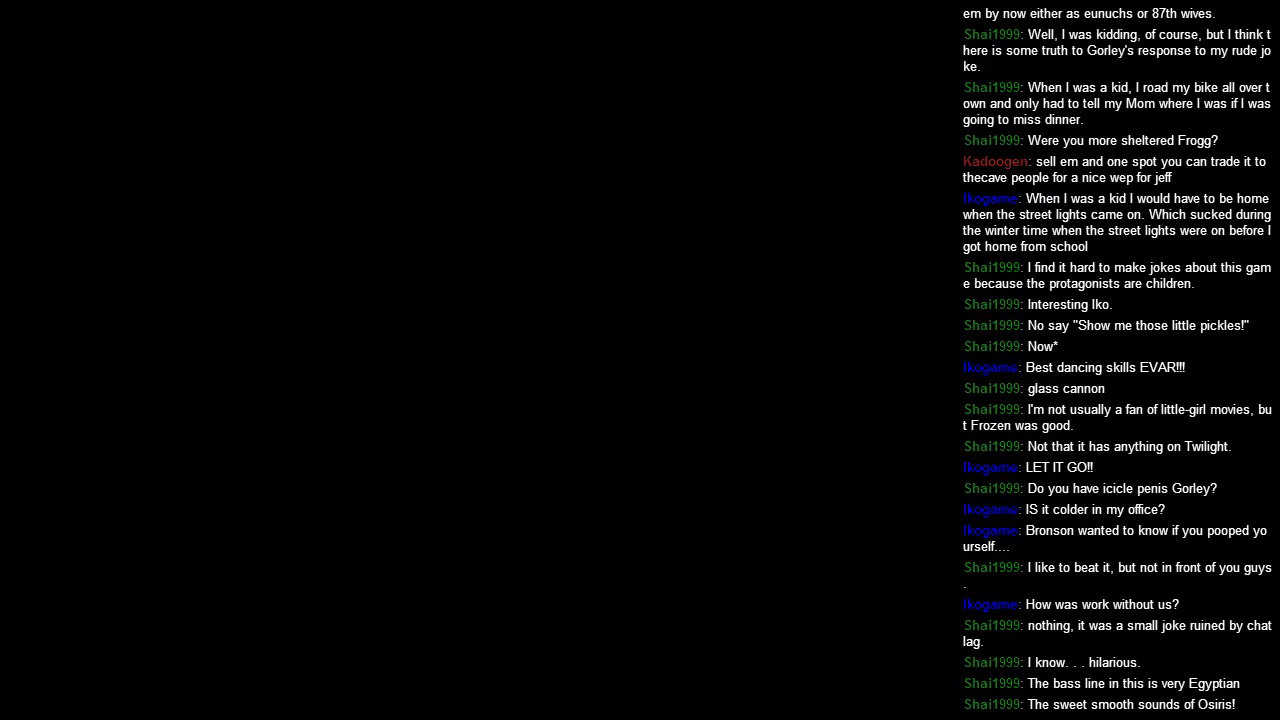 em by now either as eunuchs or 87th wives.
Shai1999: Well, I was kidding, of course, but I think t
here is some truth to Gorley's response to my rude jo
ke.
Shai1999: When I was a kid, I road my bike all over t
own and only had to tell my Mom where I was if I was
going to miss dinner.
Shai1999: Were you more sheltered Frogg?
Kadoogen: sell em and one spot you can trade it to
thecave people for a nice wep for jeff
Ikogame: When I was a kid I would have to be home
when the street lights came on. Which sucked during
the winter time when the street lights were on before I
got home from school
Shai1999: I find it hard to make jokes about this gam
e because the protagonists are children.
Shai1999: Interesting Iko.
Shai1999: No say "Show me those little pickles!"
Shai1999: Now*
Ikogame: Best dancing skills EVAR!!!
Shai1999: glass cannon
Shai1999: I'm not usually a fan of little-girl movies, bu
t Frozen was good.
Shai1999: Not that it has anything on Twilight.
Ikogame: LET IT GO!!
Shai1999: Do you have icicle penis Gorley?
Ikogame: IS it colder in my office?
Ikogame: Bronson wanted to know if you pooped yo
urself....
Shai1999: I like to beat it, but not in front of you guys
.
Ikogame: How was work without us?
Shai1999: nothing, it was a small joke ruined by chat
lag.
Shai1999: I know. . . hilarious.
Shai1999: The bass line in this is very Egyptian
Shai1999: The sweet smooth sounds of Osiris!